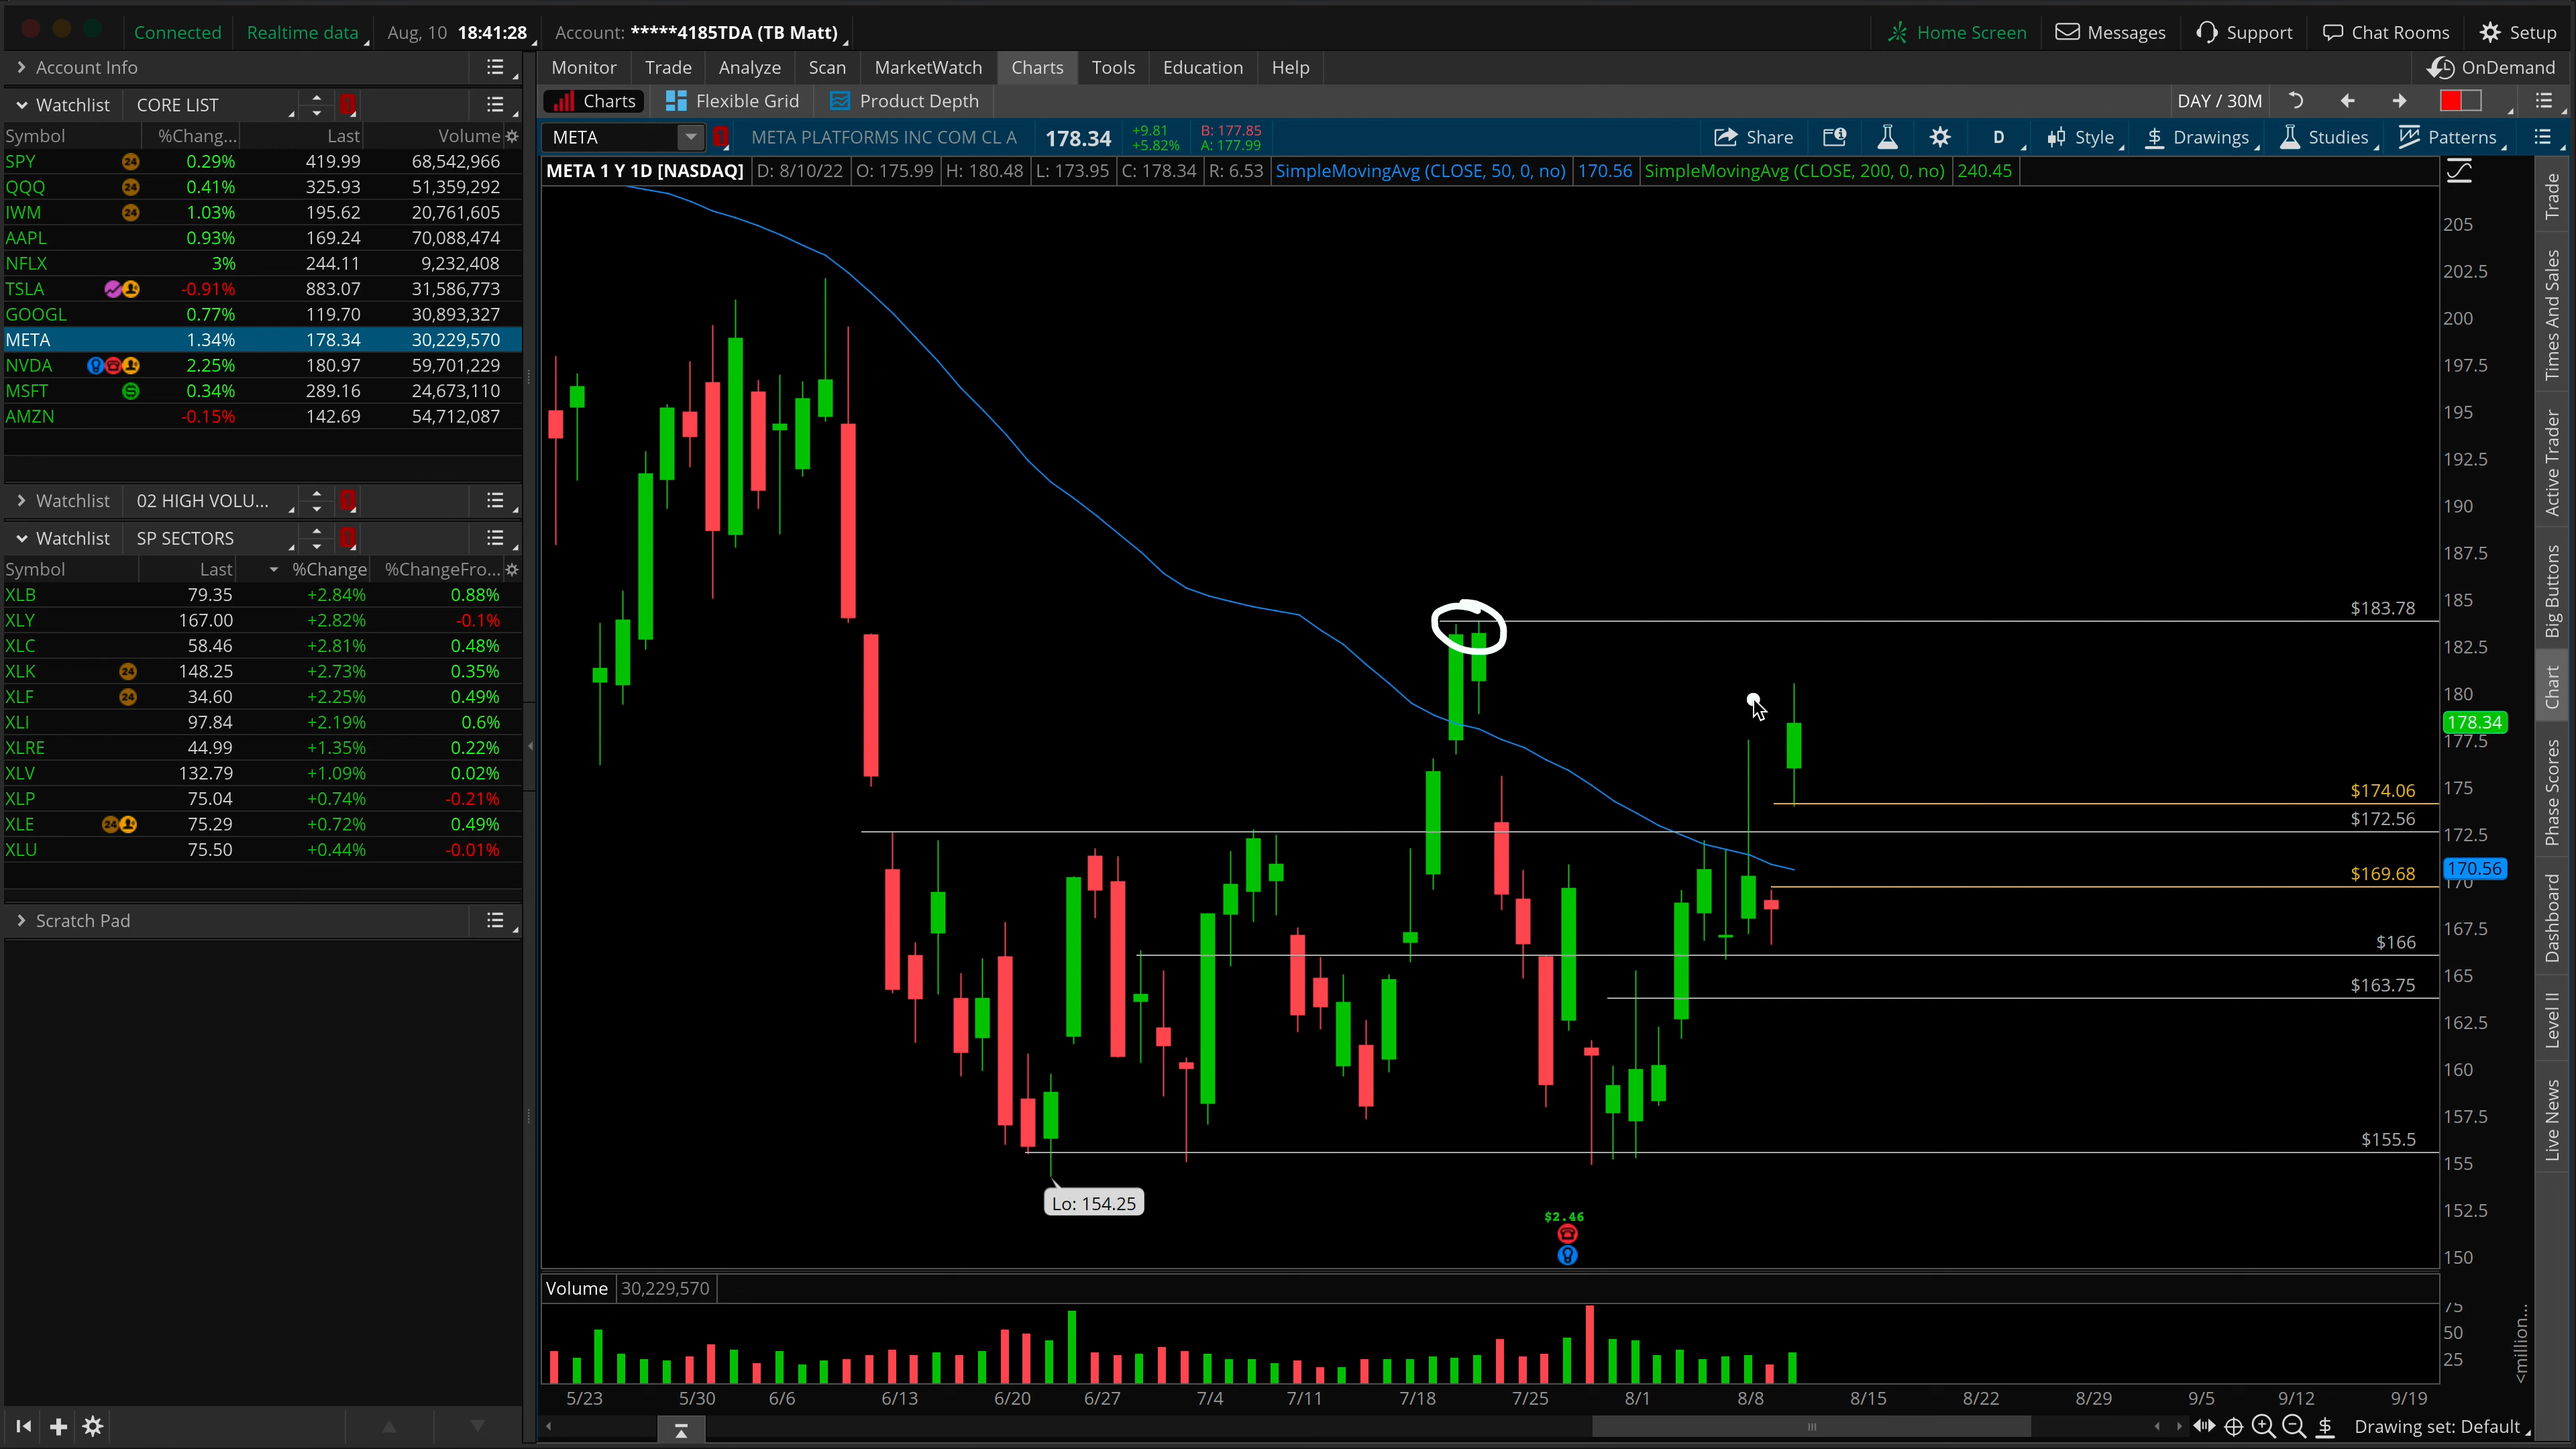 Connected Realtime data Aug, 10 18:41:28 Account: *****4185TDA (TB Matt) Home Screen Messages Support Chat Rooms Setup
Account Info Monitor Trade Analyze Scan MarketWatch Charts Tools Education Help OnDemand
Watchlist CORE LIST Charts Flexible Grid Product Depth DAY / 30M
Symbol %Chang... Last Volume
META META PLATFORMS INC COM CL A 178.34 +9.81 +5.82% B: 177.85 A: 177.99 Share D Style Drawings Studies Patterns
META 1 Y 1D [NASDAQ] D: 8/10/22 O: 175.99 H: 180.48 L: 173.95 C: 178.34 R: 6.53 SimpleMovingAvg (CLOSE, 50, 0, no) 170.56 SimpleMovingAvg (CLOSE, 200, 0, no) 240.45
SPY 24 0.29% 419.99 68,542,966
QQQ 24 0.41% 325.93 51,359,292
IWM 24 1.03% 195.62 20,761,605
AAPL 0.93% 169.24 70,088,474
NFLX 3% 244.11 9,232,408
TSLA -0.91% 883.07 31,586,773
GOOGL 0.77% 119.70 30,893,327
META 1.34% 178.34 30,229,570
NVDA 2.25% 180.97 59,701,229
MSFT 0.34% 289.16 24,673,110
AMZN -0.15% 142.69 54,712,087
Watchlist 02 HIGH VOLU...
Watchlist SP SECTORS
Symbol Last %Change %ChangeFro...
XLB 79.35 +2.84% 0.88%
XLY 167.00 +2.82% -0.1%
XLC 58.46 +2.81% 0.48%
XLK 24 148.25 +2.73% 0.35%
XLF 24 34.60 +2.25% 0.49%
XLI 97.84 +2.19% 0.6%
XLRE 44.99 +1.35% 0.22%
XLV 132.79 +1.09% 0.02%
XLP 75.04 +0.74% -0.21%
XLE 24 75.29 +0.72% 0.49%
XLU 75.50 +0.44% -0.01%
Scratch Pad
205
202.5
200
197.5
195
192.5
190
187.5
185
182.5
180
178.34
177.5
175
172.5
170.56
170
167.5
165
162.5
160
157.5
155
152.5
150
$183.78
$174.06
$172.56
$169.68
$166
$163.75
$155.5
Lo: 154.25
$2.46
Volume 30,229,570
75
50
25
<million...
5/23 5/30 6/6 6/13 6/20 6/27 7/4 7/11 7/18 7/25 8/1 8/8 8/15 8/22 8/29 9/5 9/12 9/19
Drawing set: Default
Trade
Times And Sales
Active Trader
Big Buttons
Chart
Phase Scores
Dashboard
Level II
Live News